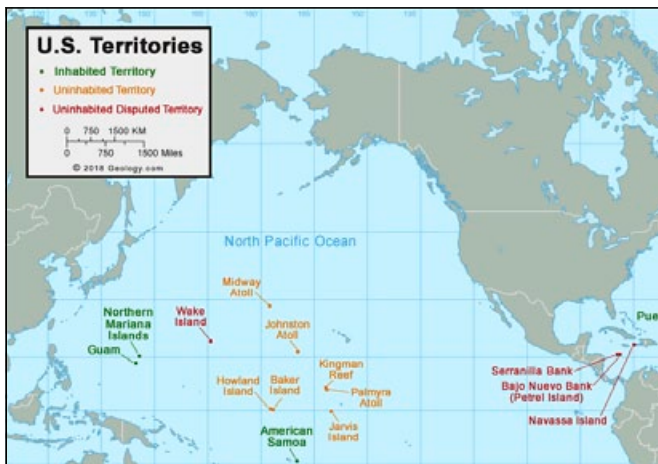 U.S. Territories
Inhabited Territory
Uninhabited Territory
Uninhabited Disputed Territory
0 750 1500 KM
0 750 1500 Miles
© 2018 Geology.com
North Pacific Ocean
Midway
Atoll
Northern
Mariana
Islands
Wake
Island
Guam
Johnston
Atoll
Kingman
Reef
Howland
Island
Baker
Island
Palmyra
Atoll
Jarvis
Island
American
Samoa
Pue
Serranilla Bank
Bajo Nuevo Bank
(Petrel Island)
Navassa Island